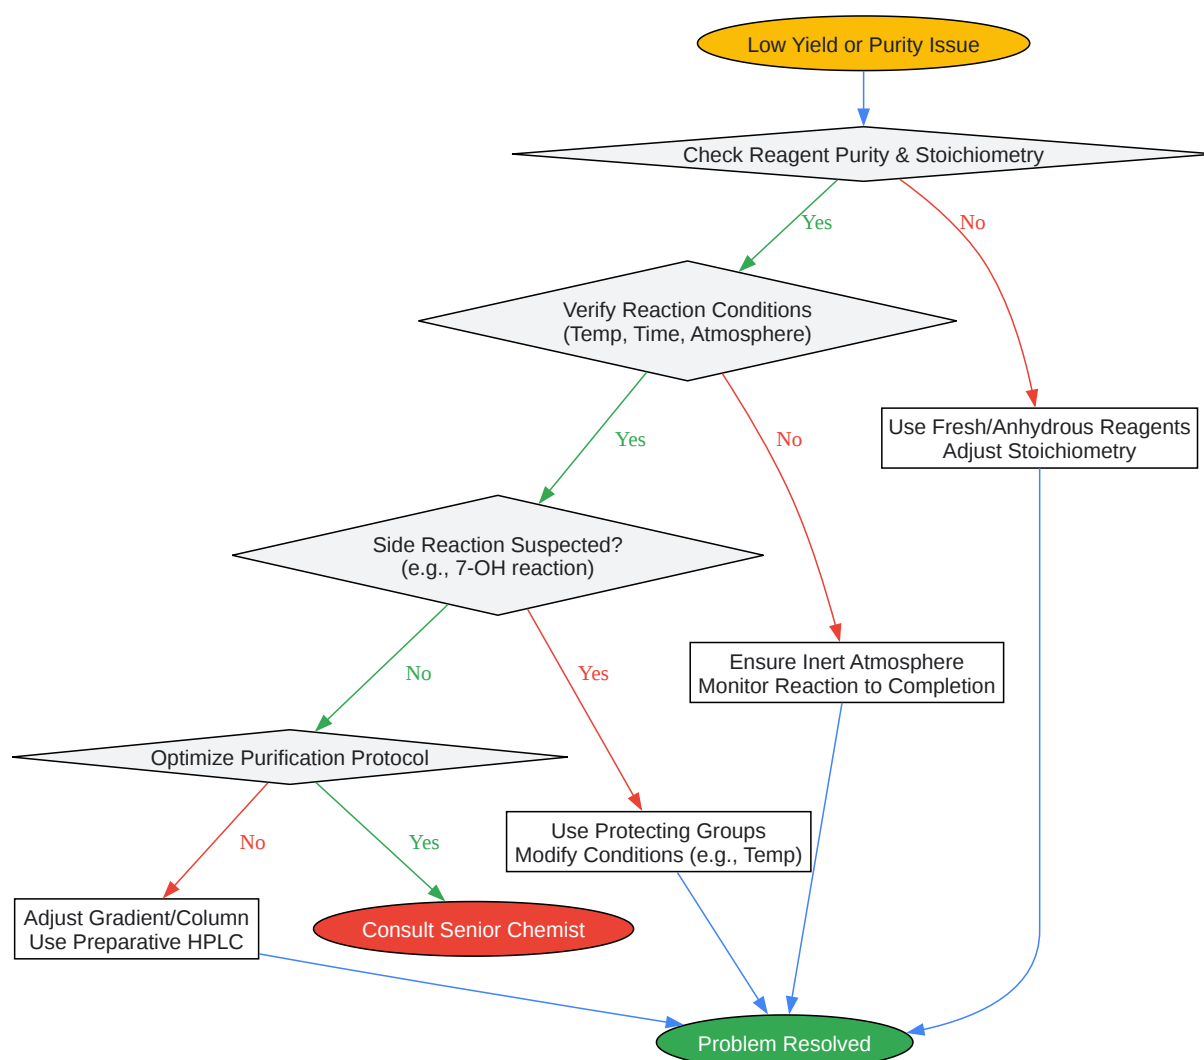 Low Yield or Purity Issue
Check Reagent Purity & Stoichiometry
Yes
No
Verify Reaction Conditions
(Temp, Time, Atmosphere)
Use Fresh/Anhydrous Reagents
Adjust Stoichiometry
Yes
No
Side Reaction Suspected?
(e.g., 7-OH reaction)
Ensure Inert Atmosphere
Monitor Reaction to Completion
No
Yes
Optimize Purification Protocol
Use Protecting Groups
Modify Conditions (e.g., Temp)
No
Yes
Adjust Gradient/Column
Use Preparative HPLC
Consult Senior Chemist
Problem Resolved